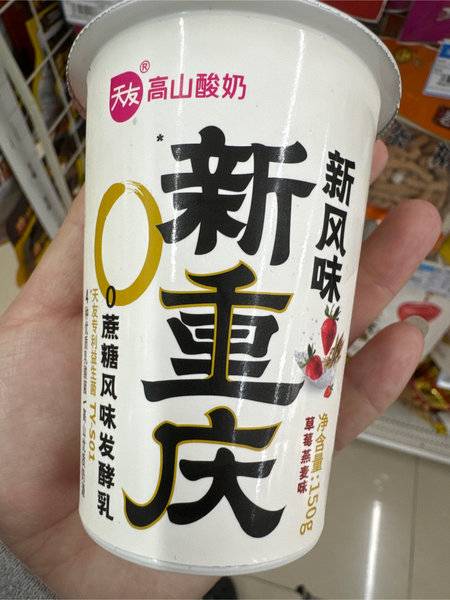 天友®
高山酸奶
*新重庆
新风味
0
0蔗糖风味发酵乳
天友专利益生菌 TY-S01
草莓燕麦味
净含量:150g